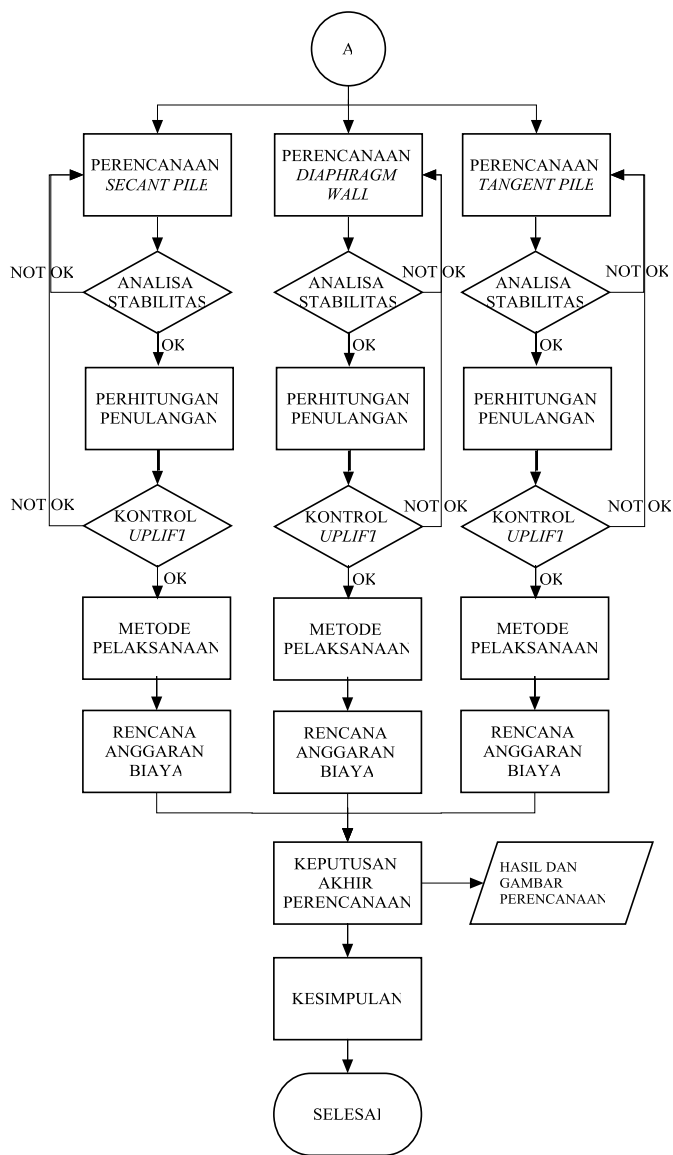 A
PERENCANAAN
SECANT PILE
PERENCANAAN
DIAPHRAGM
WALL
PERENCANAAN
TANGENT PILE
NOT OK
ANALISA
STABILITAS
ANALISA
STABILITAS
NOT OK
ANALISA
STABILITAS
NOT OK
OK
OK
OK
PERHITUNGAN
PENULANGAN
PERHITUNGAN
PENULANGAN
PERHITUNGAN
PENULANGAN
NOT OK
KONTROL
UPLIFT
KONTROL
UPLIFT
NOT OK
KONTROL
UPLIFT
NOT OK
OK
OK
OK
METODE
PELAKSANAAN
METODE
PELAKSANAAN
METODE
PELAKSANAAN
RENCANA
ANGGARAN
BIAYA
RENCANA
ANGGARAN
BIAYA
RENCANA
ANGGARAN
BIAYA
KEPUTUSAN
AKHIR
PERENCANAAN
HASIL DAN
GAMBAR
PERENCANAAN
KESIMPULAN
SELESAI